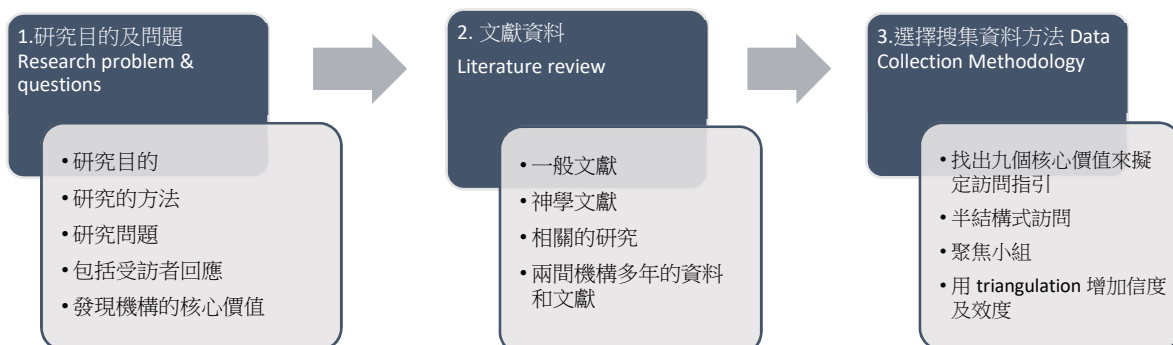 1.研究目的及問題
Research problem &
questions
• 研究目的
• 研究的方法
• 研究問題
• 包括受訪者回應
• 發現機構的核心價值
2. 文獻資料
Literature review
• 一般文獻
• 神學文獻
• 相關的研究
• 兩間機構多年的資料
和文獻
3.選擇搜集資料方法 Data
Collection Methodology
• 找出九個核心價值來擬
定訪問指引
• 半結構式訪問
• 聚焦小組
• 用 triangulation 增加信度
及效度